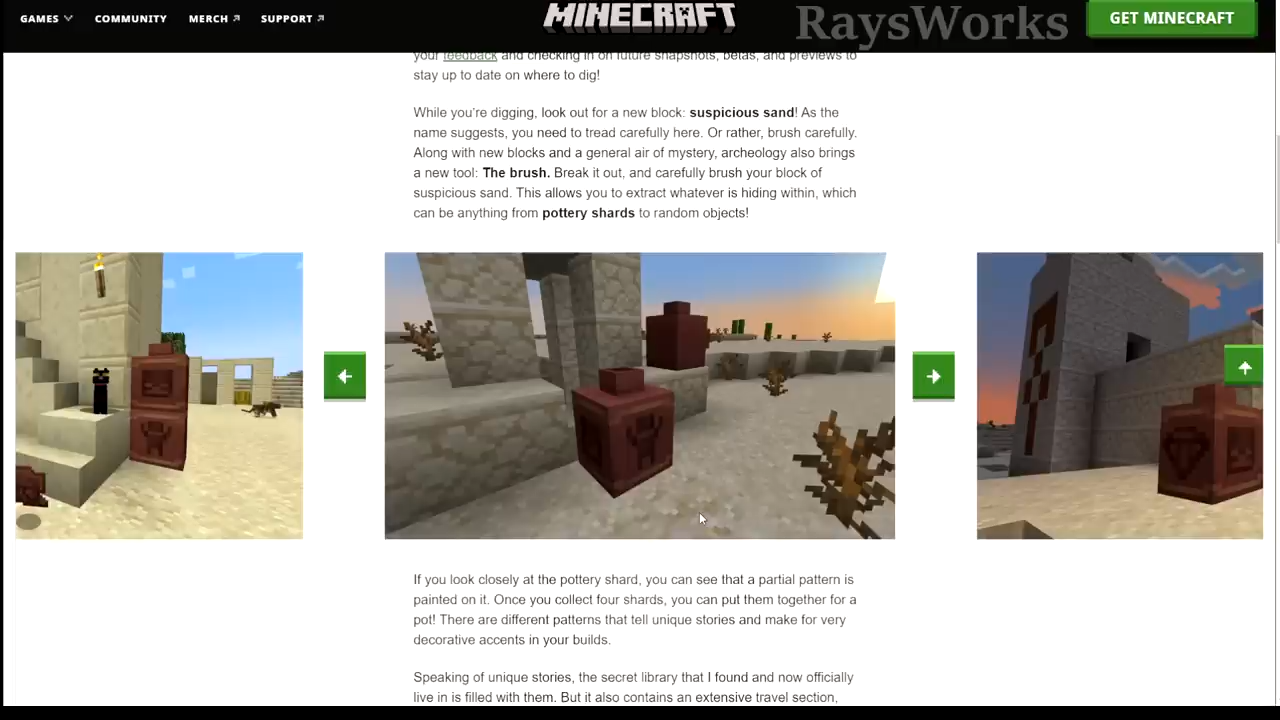 GAMES COMMUNITY MERCH SUPPORT MINECRAFT RaysWorks GET MINECRAFT
your feedback and checking in on future snapshots, betas, and previews to
stay up to date on where to dig!
While you're digging, look out for a new block: suspicious sand! As the
name suggests, you need to tread carefully here. Or rather, brush carefully.
Along with new blocks and a general air of mystery, archeology also brings
a new tool: The brush. Break it out, and carefully brush your block of
suspicious sand. This allows you to extract whatever is hiding within, which
can be anything from pottery shards to random objects!
If you look closely at the pottery shard, you can see that a partial pattern is
painted on it. Once you collect four shards, you can put them together for a
pot! There are different patterns that tell unique stories and make for very
decorative accents in your builds.
Speaking of unique stories, the secret library that I found and now officially
live in is filled with them. But it also contains an extensive travel section,